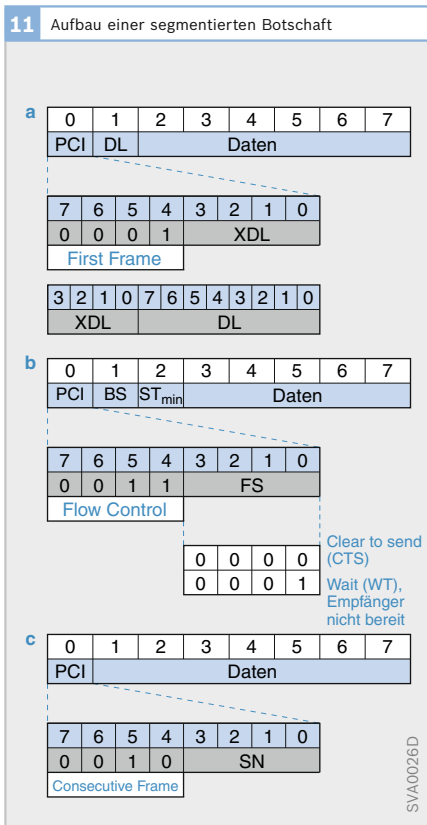 11 Aufbau einer segmentierten Botschaft
a
0 1 2 3 4 5 6 7
PCI DL Daten
7 6 5 4 3 2 1 0
0 0 0 1 XDL
First Frame
3 2 1 0 7 6 5 4 3 2 1 0
XDL DL
b
0 1 2 3 4 5 6 7
PCI BS STmin Daten
7 6 5 4 3 2 1 0
0 0 1 1 FS
Flow Control
0 0 0 0 Clear to send
(CTS)
0 0 0 1 Wait (WT),
Empfänger
nicht bereit
c
0 1 2 3 4 5 6 7
PCI Daten
7 6 5 4 3 2 1 0
0 0 1 0 SN
Consecutive Frame
SVA0026D